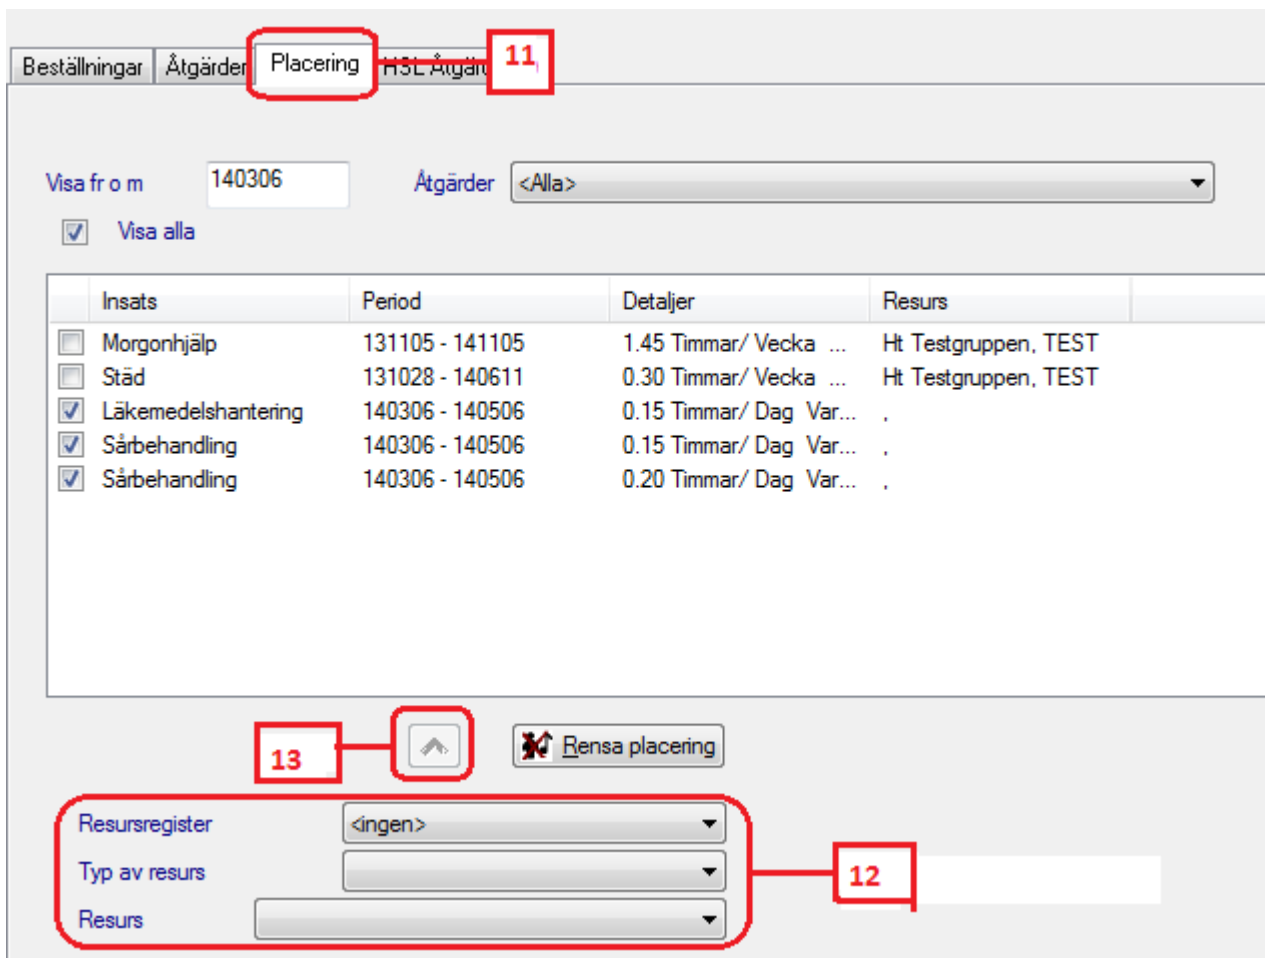 Beställningar Åtgärder Placering HSL Åtgärd 11
Visa fr o m 140306 Åtgärder <Alla>
Visa alla
Insats Period Detaljer Resurs
Morgonhjälp 131105 - 141105 1.45 Timmar/ Vecka ... Ht Testgruppen, TEST
Städ 131028 - 140611 0.30 Timmar/ Vecka ... Ht Testgruppen, TEST
Läkemedelshantering 140306 - 140506 0.15 Timmar/ Dag Var... ,
Sårbehandling 140306 - 140506 0.15 Timmar/ Dag Var... ,
Sårbehandling 140306 - 140506 0.20 Timmar/ Dag Var... ,
13 Rensa placering
Resursregister <ingen>
Typ av resurs 12
Resurs